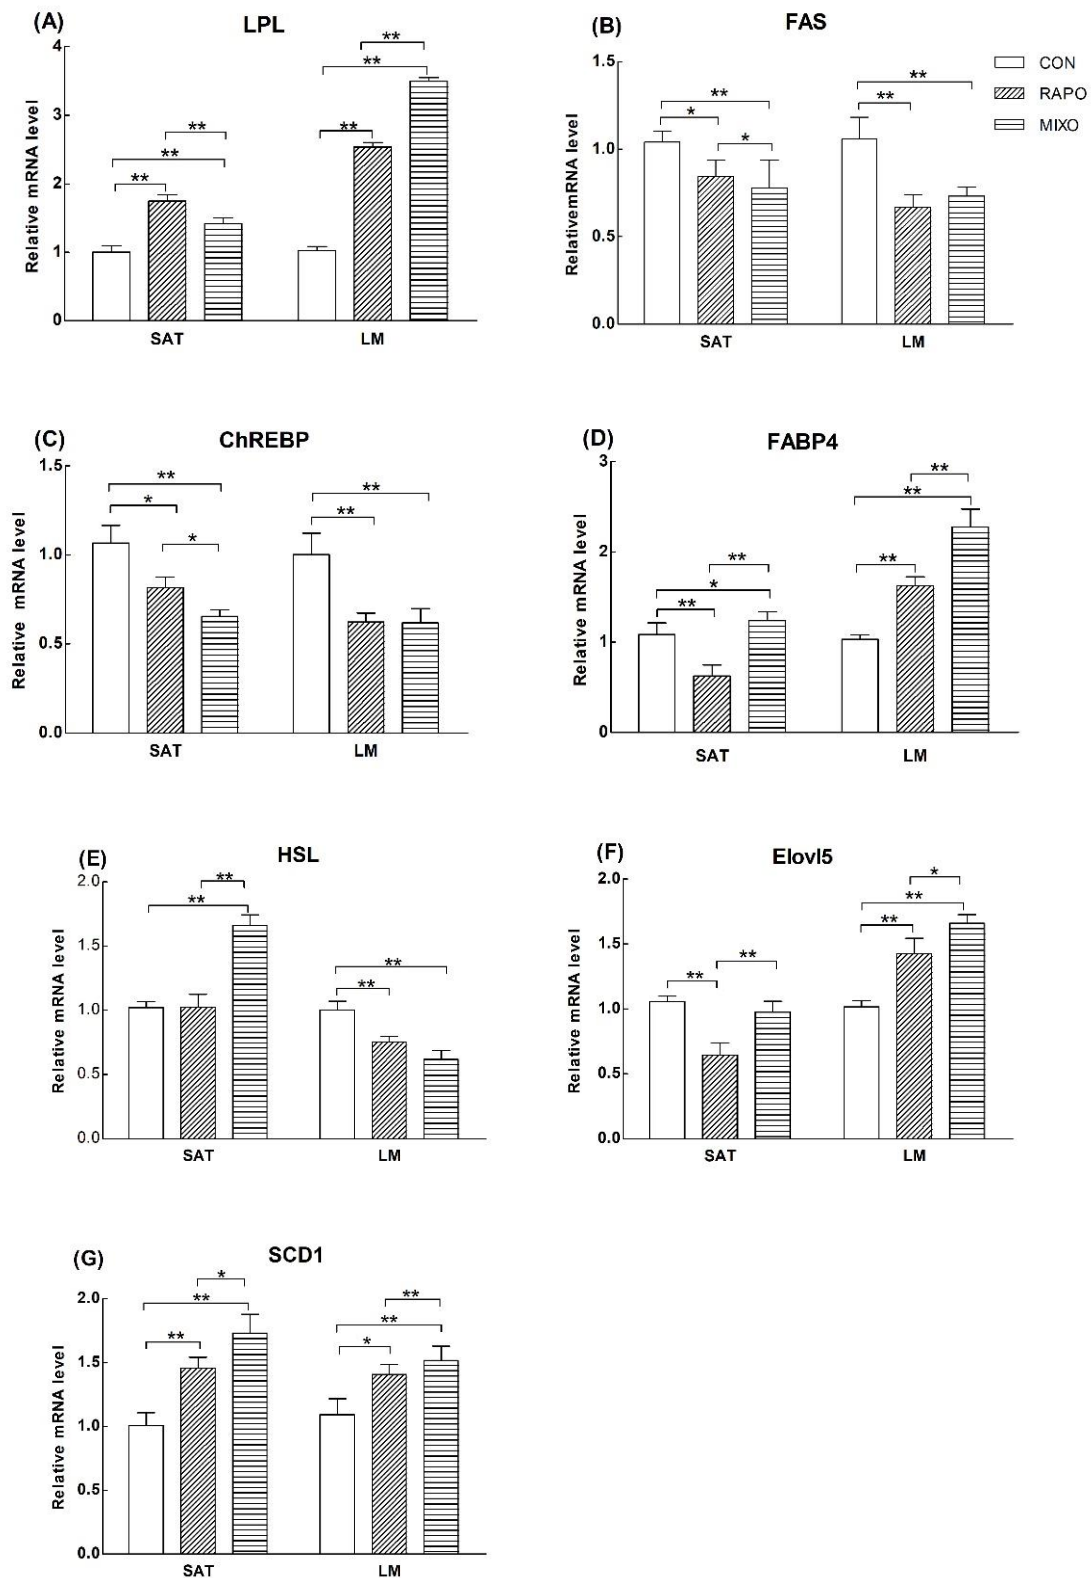 (A)
LPL
Relative mRNA level
4
3
2
1
0
**
**
**
**
**
**
SAT
LM
(B)
FAS
RelativemRNA level
1.5
1.0
0.5
0.0
**
*
*
**
**
SAT
LM
CON
RAPO
MIXO
(C)
ChREBP
Relative mRNA level
1.5
1.0
0.5
0.0
**
*
*
**
**
SAT
LM
(D)
FABP4
Relative mRNA level
3
2
1
0
**
*
**
**
**
**
SAT
LM
(E)
HSL
Relative mRNA level
2.0
1.5
1.0
0.5
0.0
**
**
**
**
SAT
LM
(F)
Elovl5
Relative mRNA level
2.0
1.5
1.0
0.5
0.0
**
**
*
**
**
SAT
LM
(G)
SCD1
Relative mRNA level
2.0
1.5
1.0
0.5
0.0
*
**
**
**
**
*
SAT
LM